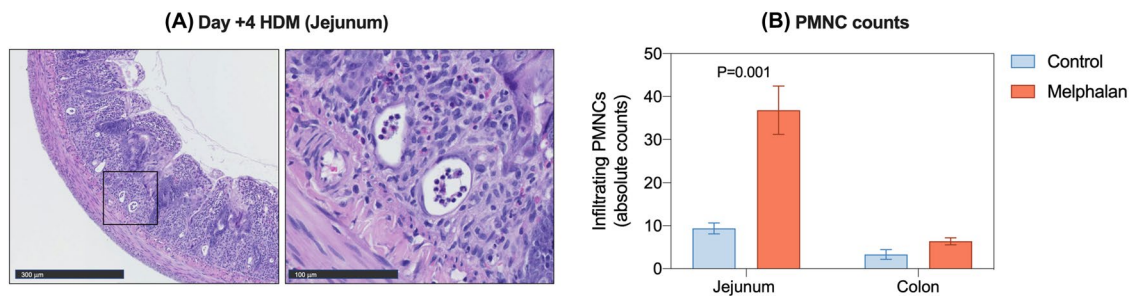 (A) Day +4 HDM (Jejunum)
300 µm
100 µm
(B) PMNC counts
Infiltrating PMNCs
(absolute counts)
50
40
30
20
10
0
P=0.001
Jejunum
Colon
Control
Melphalan